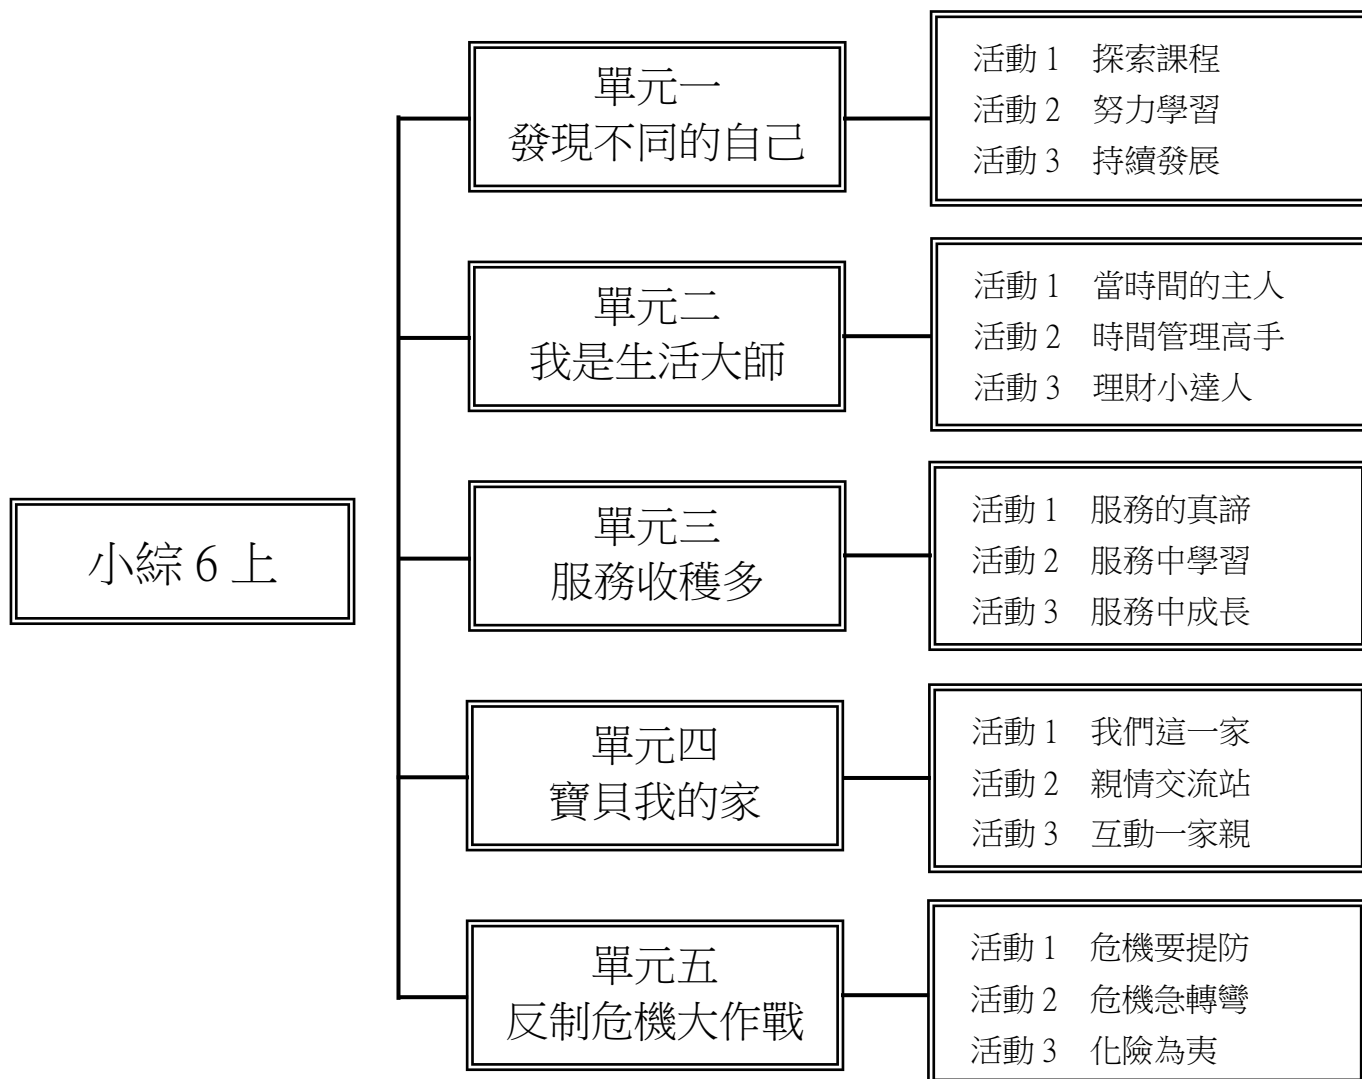 單元一
發現不同的自己
活動 1 探索課程
活動 2 努力學習
活動 3 持續發展
單元二
我是生活大師
活動 1 當時間的主人
活動 2 時間管理高手
活動 3 理財小達人
小綜 6 上
單元三
服務收穫多
活動 1 服務的真諦
活動 2 服務中學習
活動 3 服務中成長
單元四
寶貝我的家
活動 1 我們這一家
活動 2 親情交流站
活動 3 互動一家親
單元五
反制危機大作戰
活動 1 危機要提防
活動 2 危機急轉彎
活動 3 化險為夷